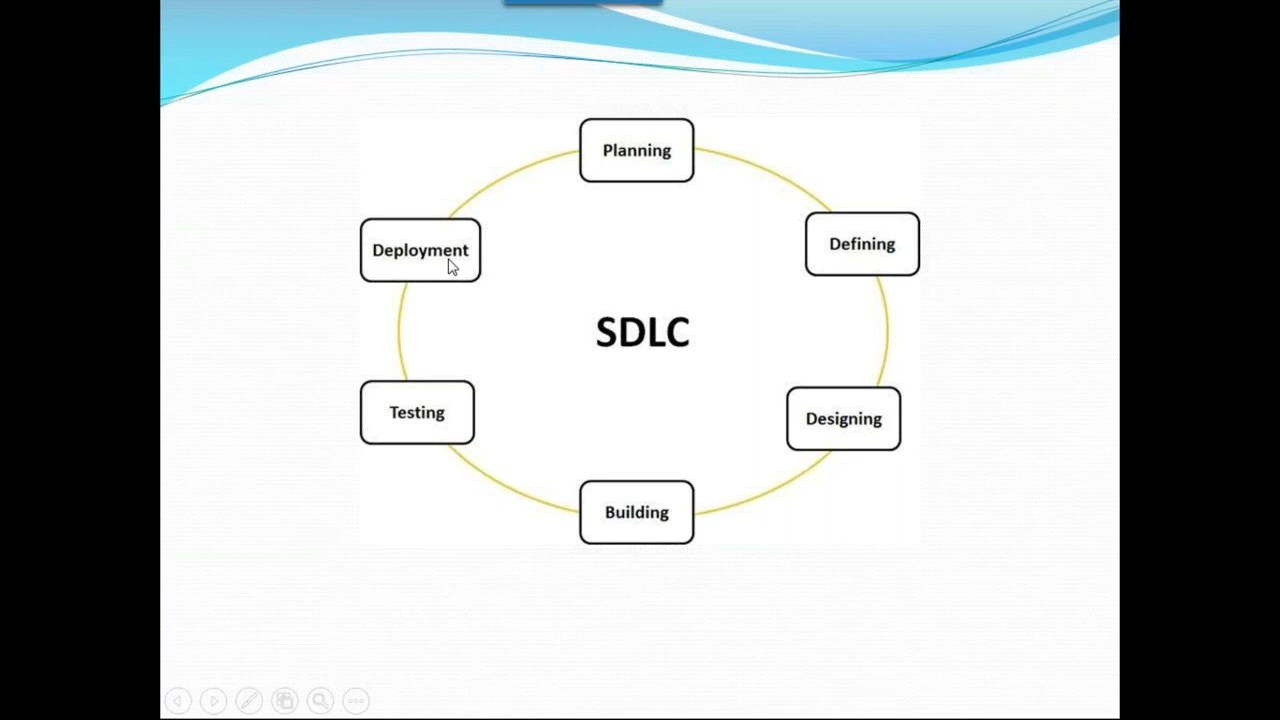 Planning
Defining
Deployment
SDLC
Testing
Designing
Building